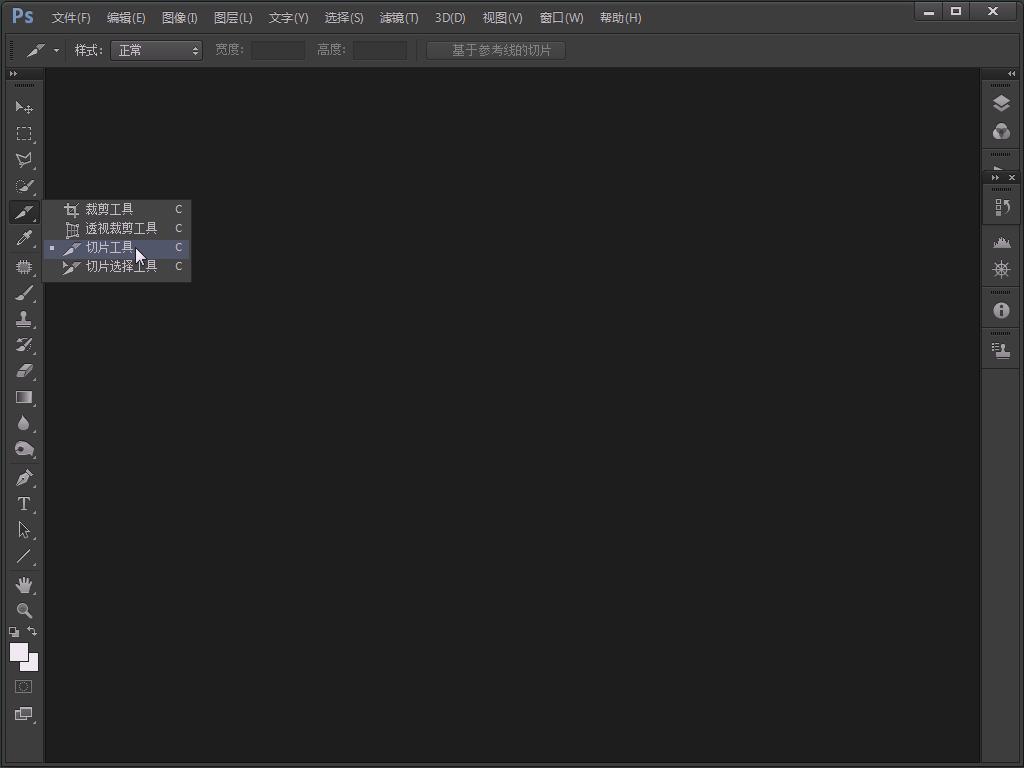 Ps 文件(F) 编辑(E) 图像(I) 图层(L) 文字(Y) 选择(S) 滤镜(T) 3D(D) 视图(V) 窗口(W) 帮助(H)
样式: 正常 宽度: 高度: 基于参考线的切片
裁剪工具 C
透视裁剪工具 C
切片工具 C
切片选择工具 C